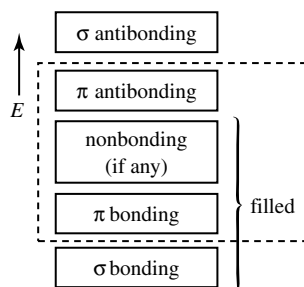 σ antibonding
E
π antibonding
nonbonding
(if any)
filled
π bonding
σ bonding